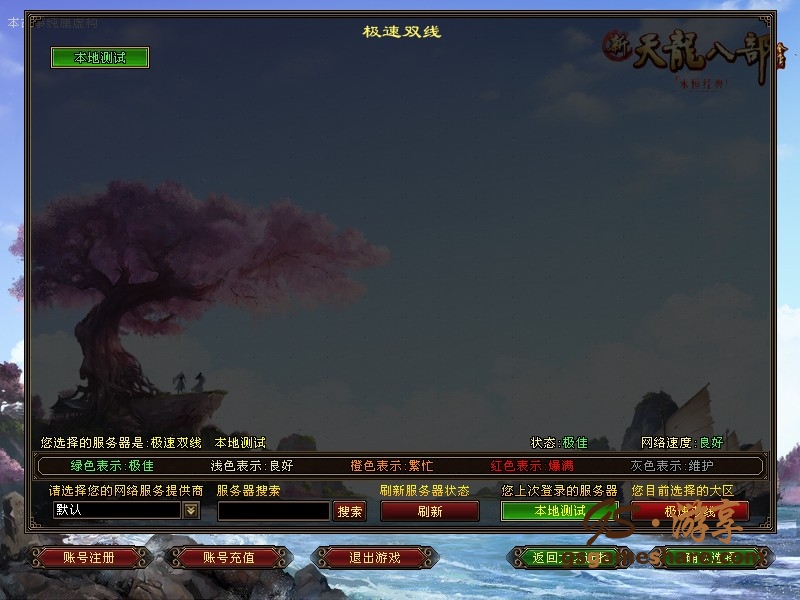 极速双线
新天龍八部
本地测试
您选择的服务器是:极速双线 本地测试 状态:极佳 网络速度:良好
绿色表示:极佳 浅色表示:良好 橙色表示:繁忙 红色表示:爆满 灰色表示:维护
请选择您的网络服务提供商 服务器搜索 刷新服务器状态 您上次登录的服务器 您目前选择的大区
默认 搜索 刷新 本地测试
游享
账号注册 账号充值 退出游戏